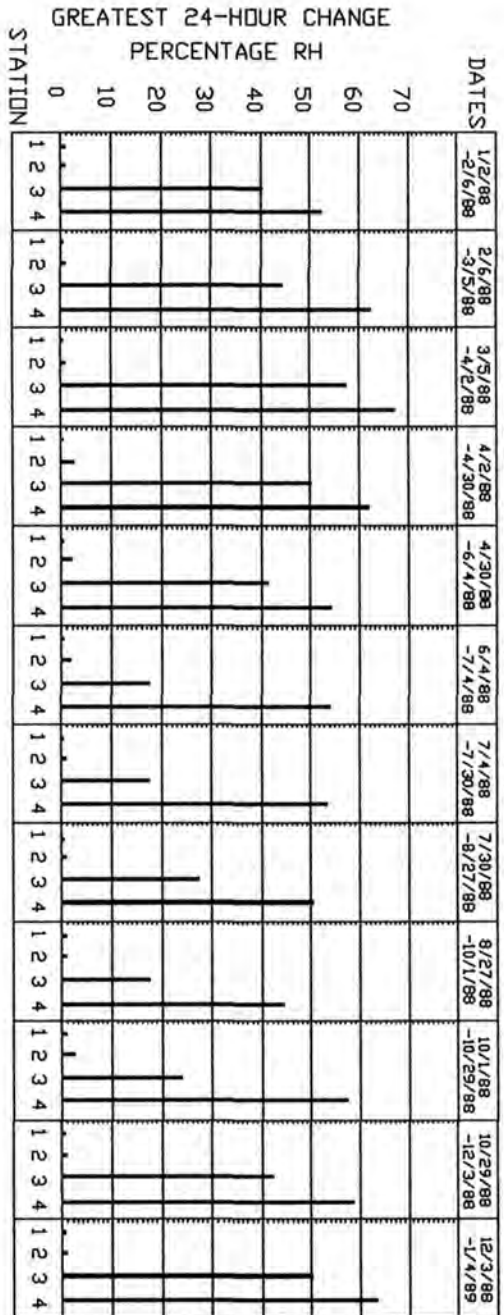 GREATEST 24-HOUR CHANGE
PERCENTAGE RH
STATION 0 10 20 30 40 50 60 70 DATES
1 2 3 4 1/2/88 -2/6/88
1 2 3 4 2/6/88 -3/5/88
1 2 3 4 3/5/88 -4/2/88
1 2 3 4 4/2/88 -4/30/88
1 2 3 4 4/30/88 -6/4/88
1 2 3 4 6/4/88 -7/4/88
1 2 3 4 7/4/88 -7/30/88
1 2 3 4 7/30/88 -8/27/88
1 2 3 4 8/27/88 -10/1/88
1 2 3 4 10/1/88 -10/29/88
1 2 3 4 10/29/88 -12/3/88
1 2 3 4 12/3/88 -1/4/89